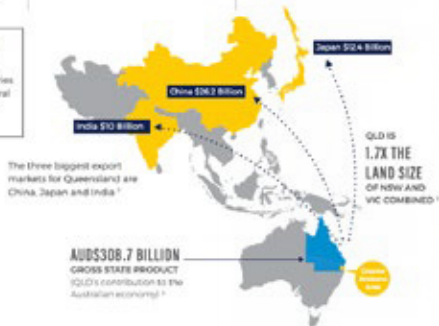 Japan $12.4 Billion
China $26.2 Billion
India $10 Billion
The three biggest export
markets for Queensland are
China, Japan and India
QLD IS
1.7X THE
LAND SIZE
OF NSW AND
VIC COMBINED
AUD$308.7 BILLION
GROSS STATE PRODUCT
(QLD's contribution to the
Australian economy)